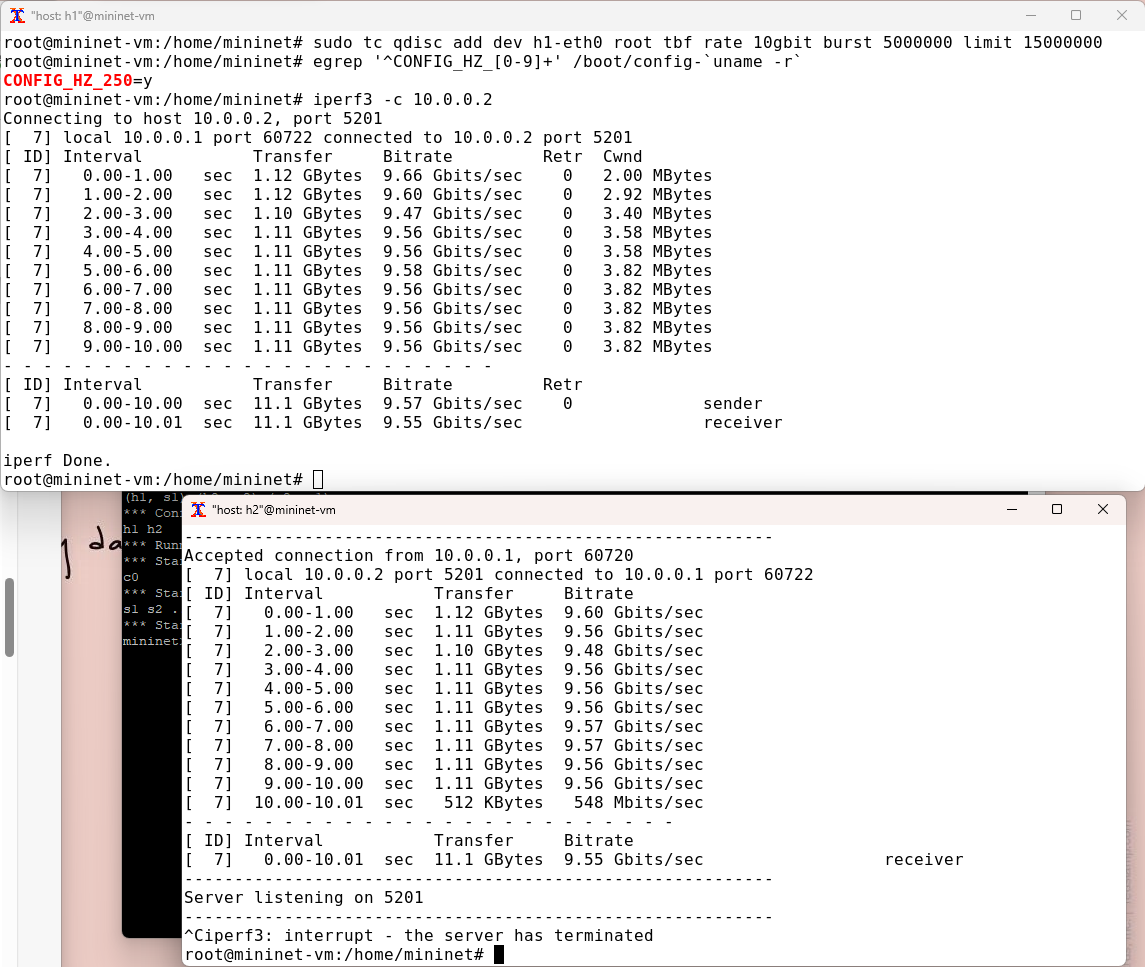 "host: h1"@mininet-vm
root@mininet-vm:/home/mininet# sudo tc qdisc add dev h1-eth0 root tbf rate 10gbit burst 5000000 limit 15000000
root@mininet-vm:/home/mininet# egrep '^CONFIG_HZ_[0-9]+' /boot/config-`uname -r`
CONFIG_HZ_250=y
root@mininet-vm:/home/mininet# iperf3 -c 10.0.0.2
Connecting to host 10.0.0.2, port 5201
[  7] local 10.0.0.1 port 60722 connected to 10.0.0.2 port 5201
[ ID] Interval           Transfer     Bitrate         Retr  Cwnd
[  7]   0.00-1.00   sec  1.12 GBytes  9.66 Gbits/sec    0   2.00 MBytes
[  7]   1.00-2.00   sec  1.12 GBytes  9.60 Gbits/sec    0   2.92 MBytes
[  7]   2.00-3.00   sec  1.10 GBytes  9.47 Gbits/sec    0   3.40 MBytes
[  7]   3.00-4.00   sec  1.11 GBytes  9.56 Gbits/sec    0   3.58 MBytes
[  7]   4.00-5.00   sec  1.11 GBytes  9.56 Gbits/sec    0   3.58 MBytes
[  7]   5.00-6.00   sec  1.11 GBytes  9.58 Gbits/sec    0   3.82 MBytes
[  7]   6.00-7.00   sec  1.11 GBytes  9.56 Gbits/sec    0   3.82 MBytes
[  7]   7.00-8.00   sec  1.11 GBytes  9.56 Gbits/sec    0   3.82 MBytes
[  7]   8.00-9.00   sec  1.11 GBytes  9.56 Gbits/sec    0   3.82 MBytes
[  7]   9.00-10.00  sec  1.11 GBytes  9.56 Gbits/sec    0   3.82 MBytes
- - - - - - - - - - - - - - - - - - - - - - - - -
[ ID] Interval           Transfer     Bitrate         Retr
[  7]   0.00-10.00  sec  11.1 GBytes  9.57 Gbits/sec    0             sender
[  7]   0.00-10.01  sec  11.1 GBytes  9.55 Gbits/sec                  receiver
iperf Done.
root@mininet-vm:/home/mininet#
(h1, s1)
*** Con
h1 h2
*** Run
*** Sta
c0
*** Sta
s1 s2 .
*** Sta
mininet
"host: h2"@mininet-vm
-----------------------------------------------------------
Accepted connection from 10.0.0.1, port 60720
[  7] local 10.0.0.2 port 5201 connected to 10.0.0.1 port 60722
[ ID] Interval           Transfer     Bitrate
[  7]   0.00-1.00   sec  1.12 GBytes  9.60 Gbits/sec
[  7]   1.00-2.00   sec  1.11 GBytes  9.56 Gbits/sec
[  7]   2.00-3.00   sec  1.10 GBytes  9.48 Gbits/sec
[  7]   3.00-4.00   sec  1.11 GBytes  9.56 Gbits/sec
[  7]   4.00-5.00   sec  1.11 GBytes  9.56 Gbits/sec
[  7]   5.00-6.00   sec  1.11 GBytes  9.56 Gbits/sec
[  7]   6.00-7.00   sec  1.11 GBytes  9.57 Gbits/sec
[  7]   7.00-8.00   sec  1.11 GBytes  9.57 Gbits/sec
[  7]   8.00-9.00   sec  1.11 GBytes  9.56 Gbits/sec
[  7]   9.00-10.00  sec  1.11 GBytes  9.56 Gbits/sec
[  7]  10.00-10.01  sec   512 KBytes   548 Mbits/sec
- - - - - - - - - - - - - - - - - - - - - - - - -
[ ID] Interval           Transfer     Bitrate
[  7]   0.00-10.01  sec  11.1 GBytes  9.55 Gbits/sec                  receiver
-----------------------------------------------------------
Server listening on 5201
-----------------------------------------------------------
^Ciperf3: interrupt - the server has terminated
root@mininet-vm:/home/mininet#